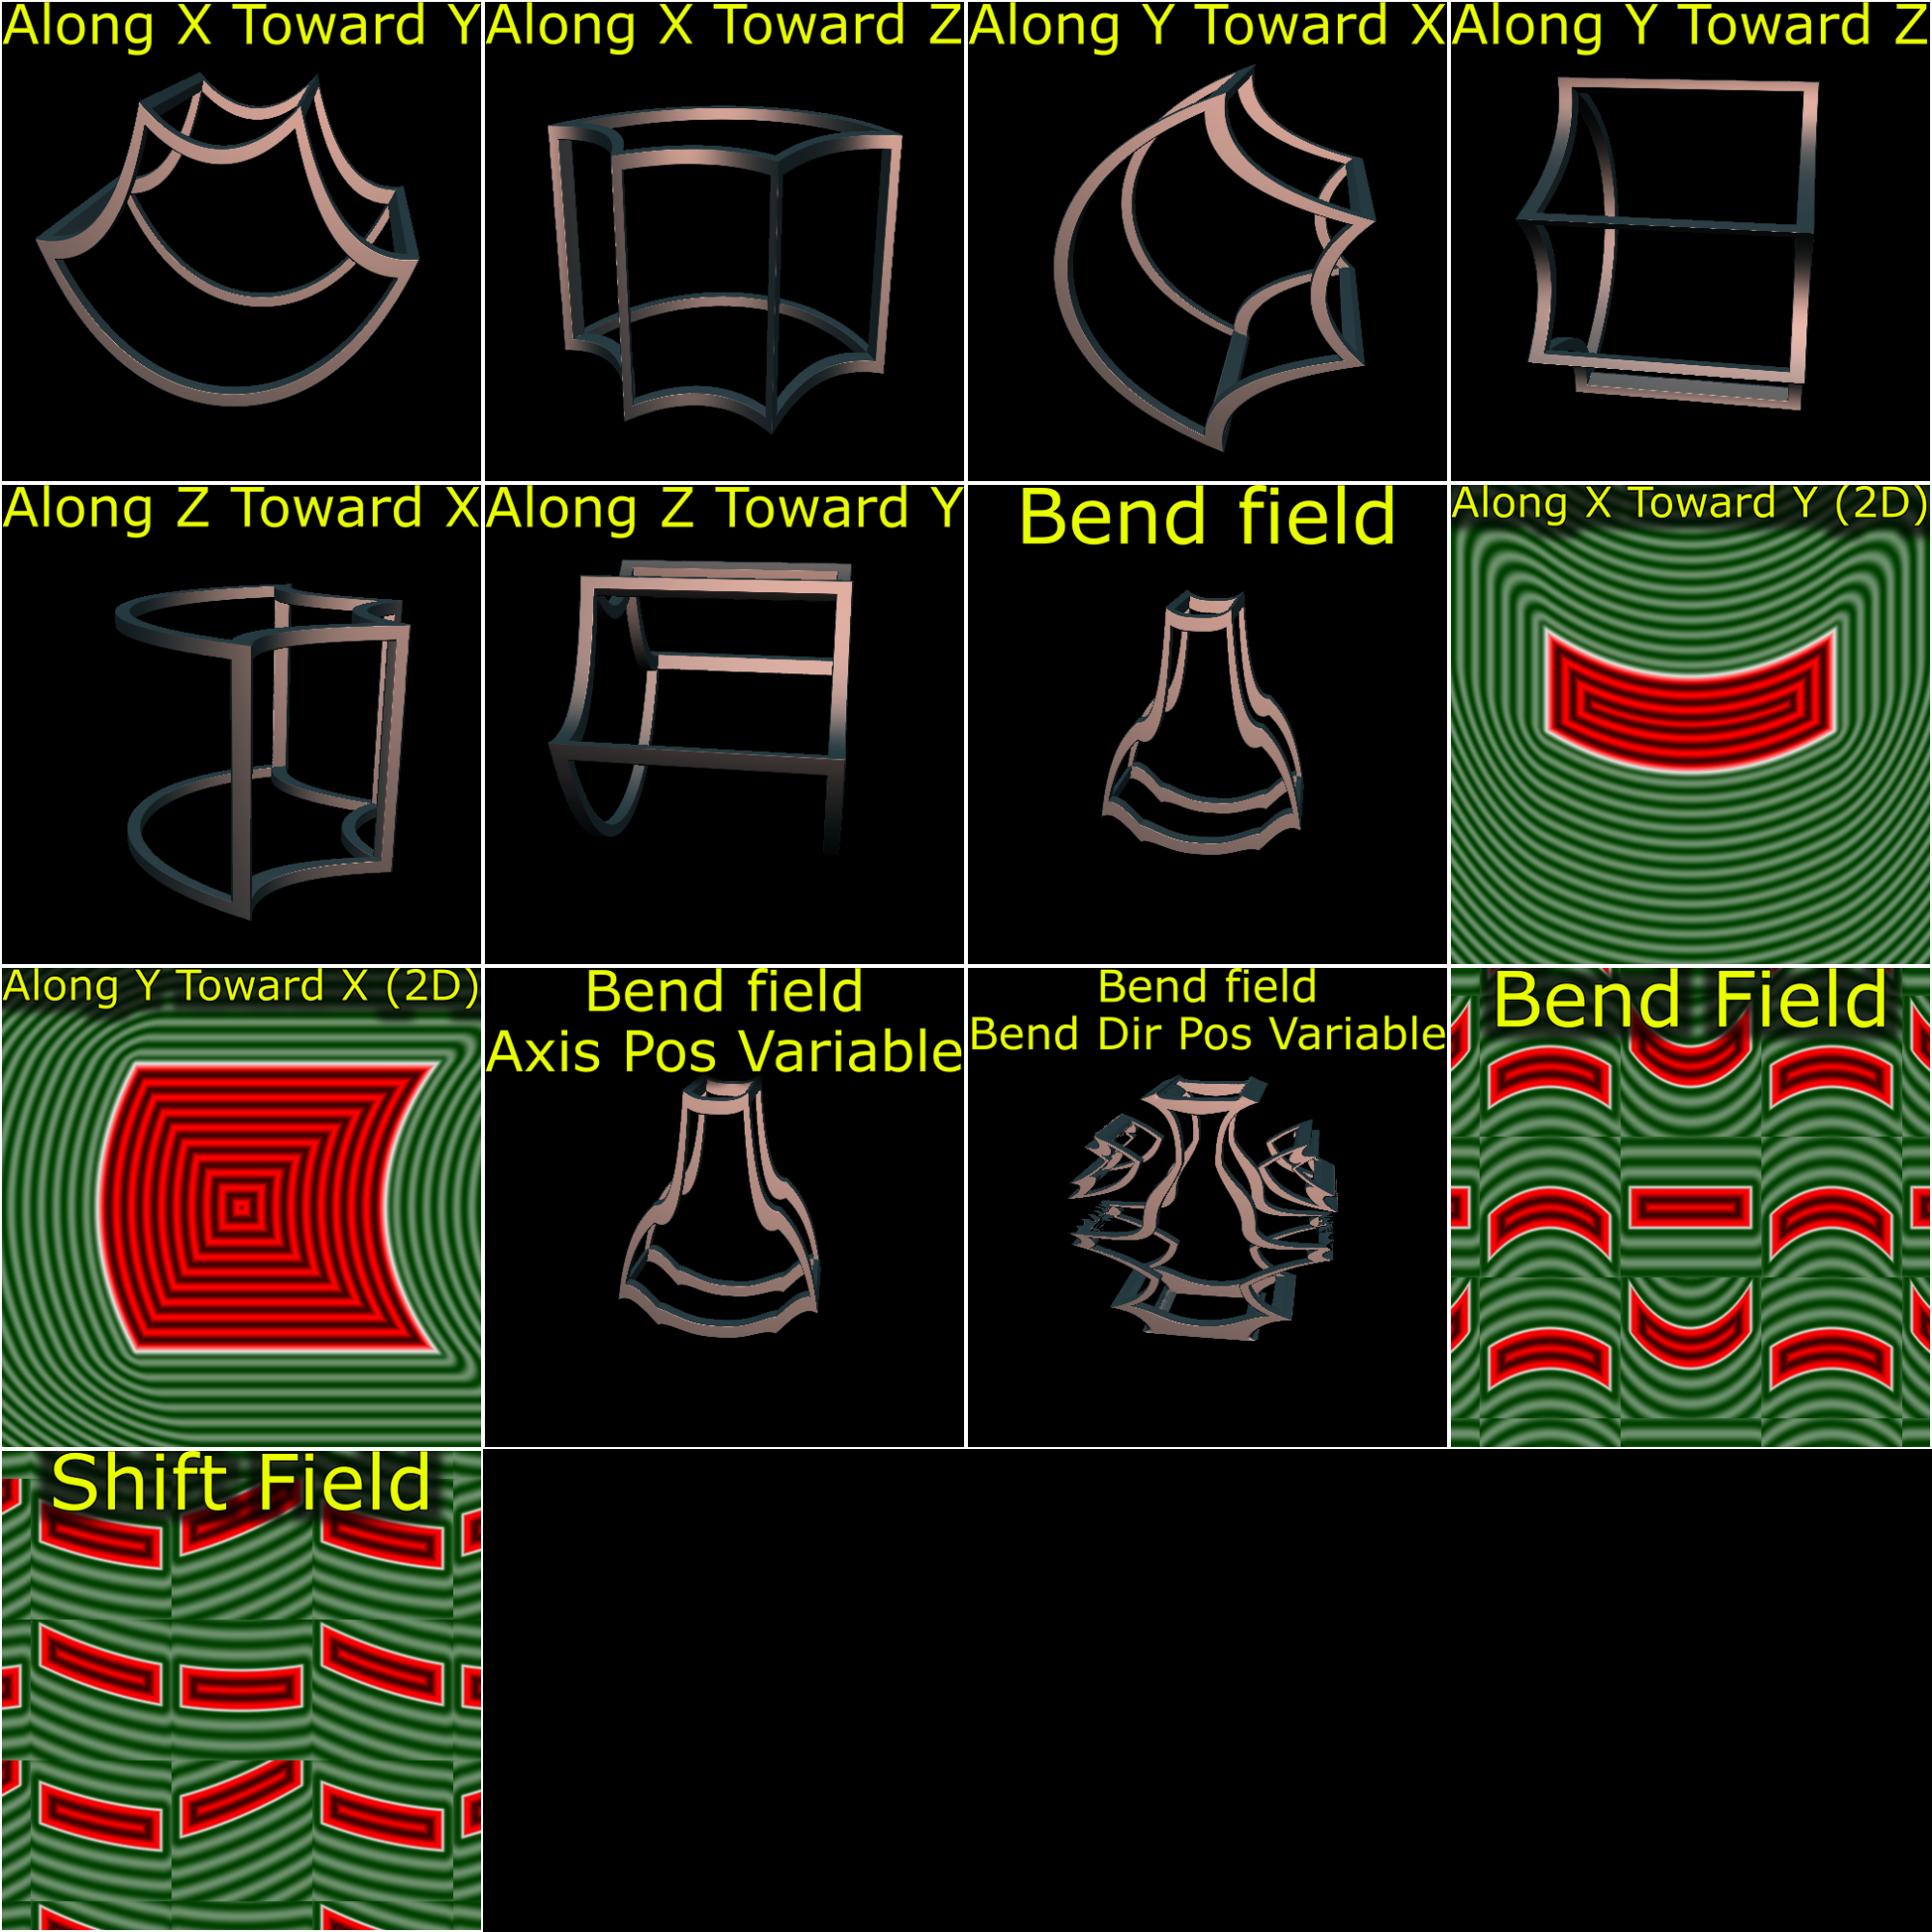 Along X Toward Y
Along X Toward Z
Along Y Toward X
Along Y Toward Z
Along Z Toward X
Along Z Toward Y
Bend field
Along X Toward Y (2D)
Along Y Toward X (2D)
Bend field
Axis Pos Variable
Bend field
Bend Dir Pos Variable
Bend Field
Shift Field